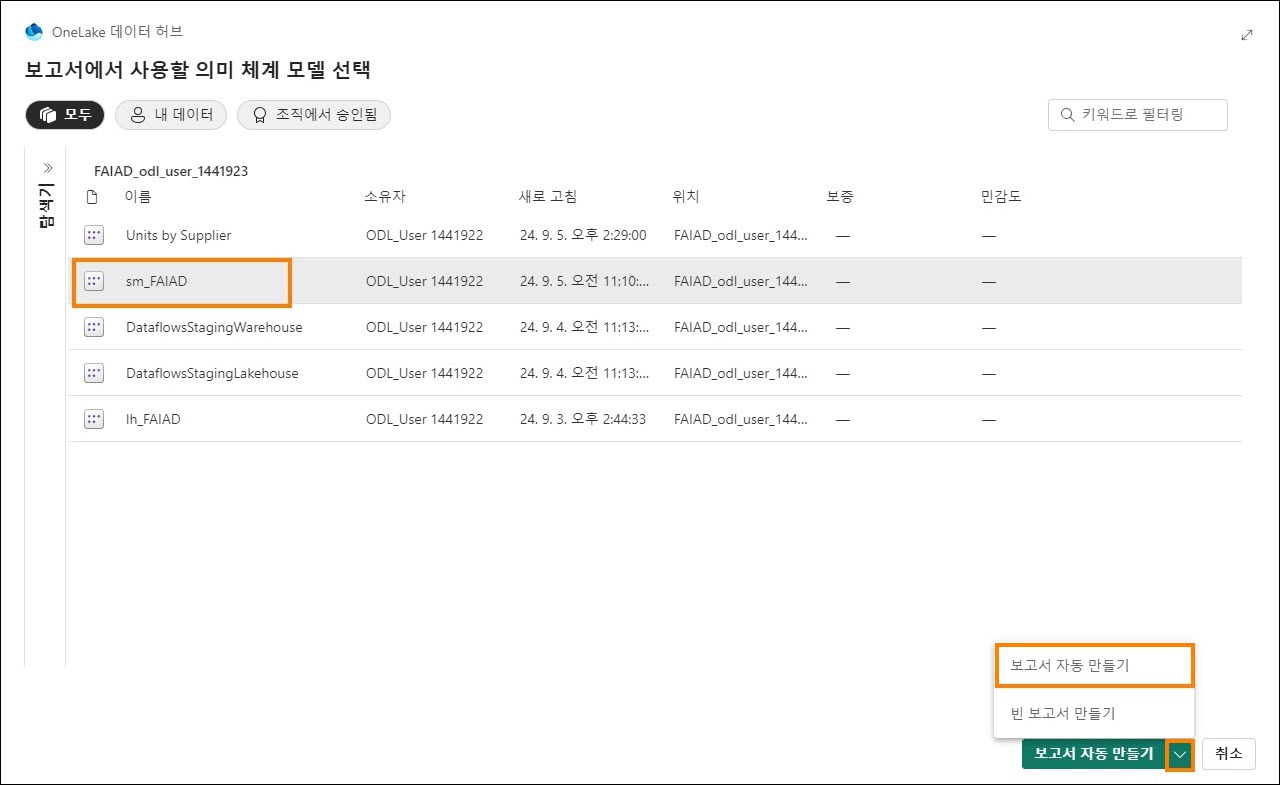 OneLake 데이터 허브
보고서에서 사용할 의미 체계 모델 선택
모두 내 데이터 조직에서 승인됨 키워드로 필터링
탐색기
FAIAD_odl_user_1441923
이름 소유자 새로 고침 위치 보증 민감도
Units by Supplier ODL_User 1441922 24. 9. 5. 오후 2:29:00 FAIAD_odl_user_144... — —
sm_FAIAD ODL_User 1441922 24. 9. 5. 오전 11:10:... FAIAD_odl_user_144... — —
DataflowsStagingWarehouse ODL_User 1441922 24. 9. 4. 오전 11:13:... FAIAD_odl_user_144... — —
DataflowsStagingLakehouse ODL_User 1441922 24. 9. 4. 오전 11:13:... FAIAD_odl_user_144... — —
lh_FAIAD ODL_User 1441922 24. 9. 3. 오후 2:44:33 FAIAD_odl_user_144... — —
보고서 자동 만들기
빈 보고서 만들기
보고서 자동 만들기 취소